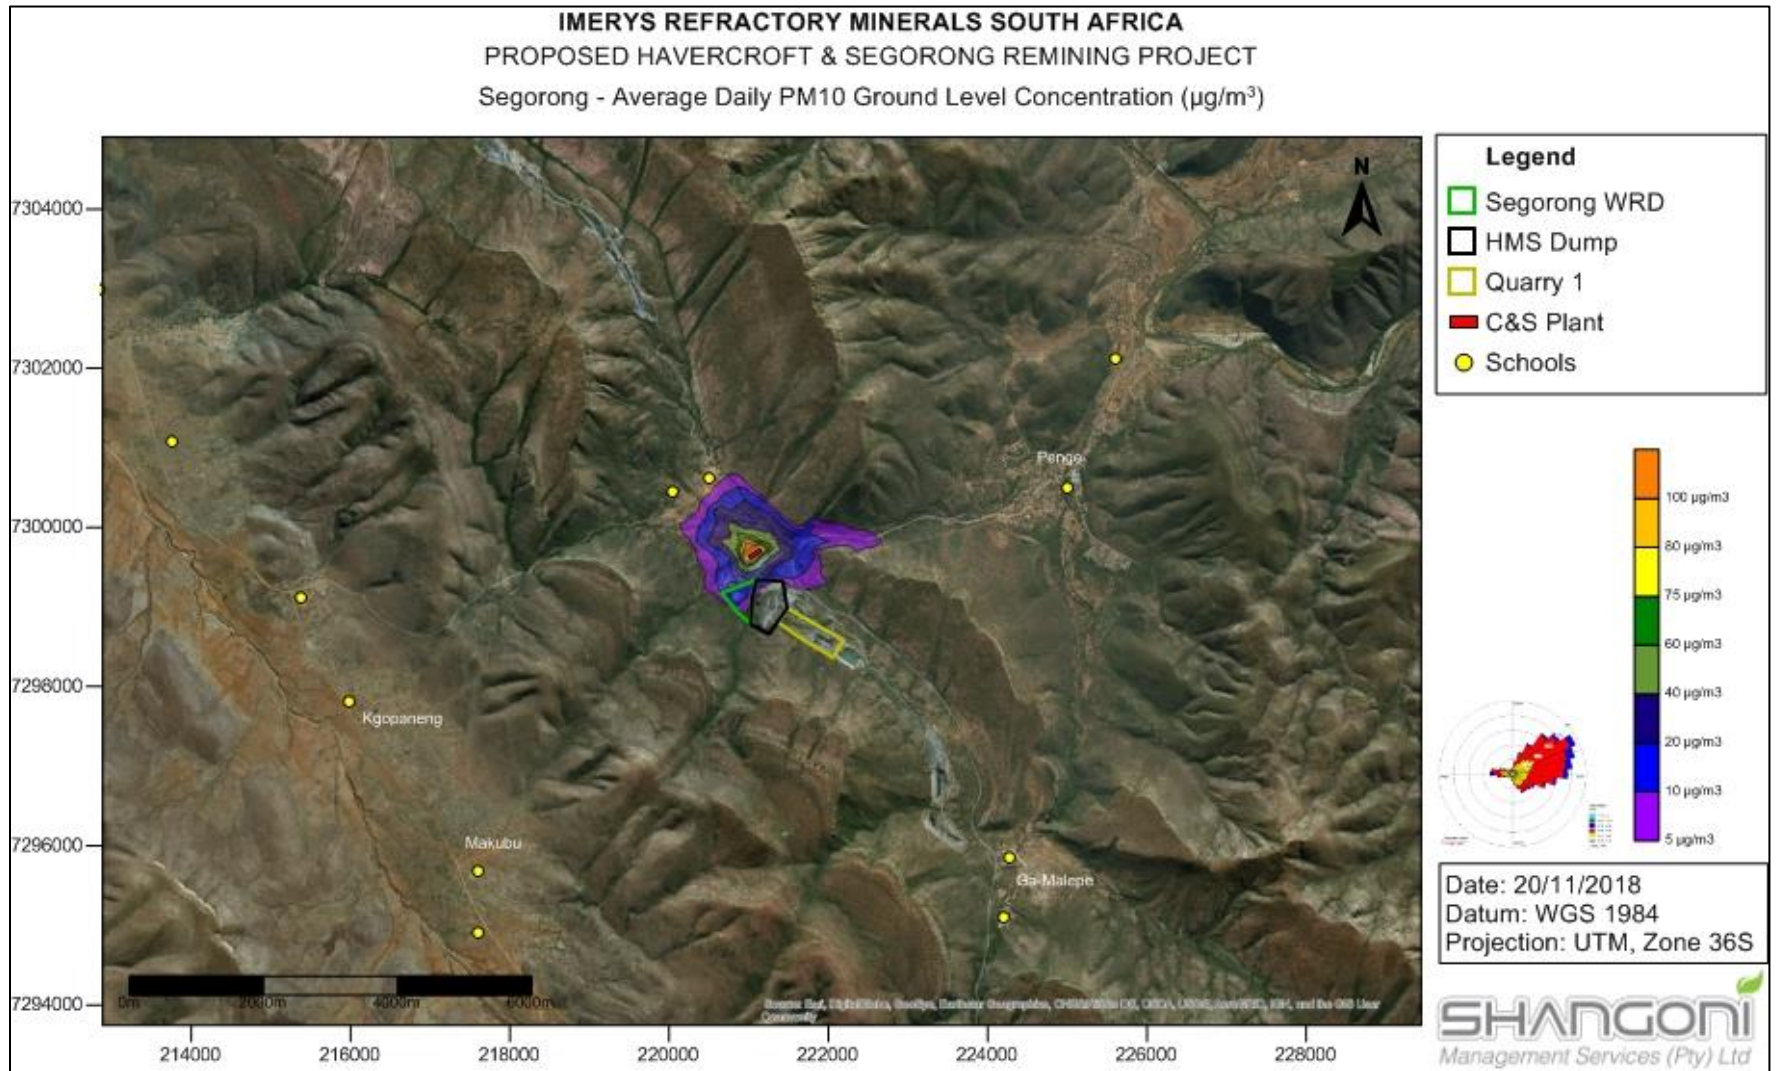 IMERYS REFRACTORY MINERALS SOUTH AFRICA
PROPOSED HAVERCROFT & SEGORONG REMINING PROJECT
Segorong - Average Daily PM10 Ground Level Concentration (µg/m³)
N
Legend
Segorong WRD
HMS Dump
Quarry 1
C&S Plant
Schools
7304000
7302000
7300000
7298000
7296000
7294000
Penge
Kgopaneng
Makubu
Ga-Malepe
100 µg/m3
80 µg/m3
75 µg/m3
60 µg/m3
40 µg/m3
20 µg/m3
10 µg/m3
5 µg/m3
0m 2000m 4000m 6000m
214000 216000 218000 220000 222000 224000 226000 228000
Date: 20/11/2018
Datum: WGS 1984
Projection: UTM, Zone 36S
SHANGONI
Management Services (Pty) Ltd